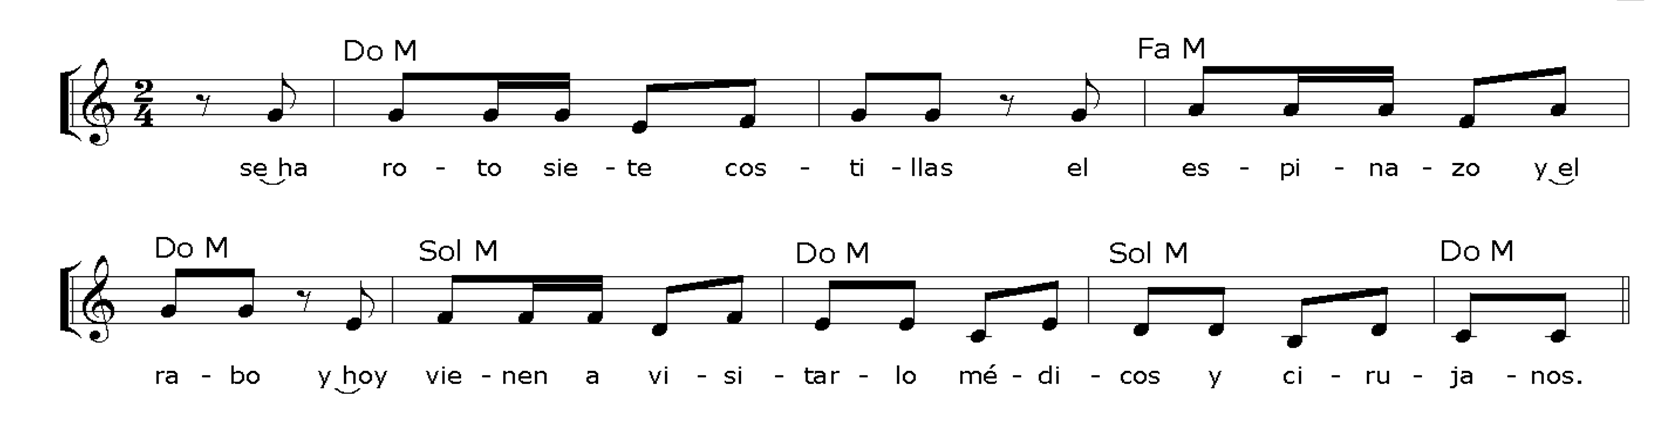 Do M Fa M
2
4
se ha ro - to sie - te cos - ti - llas el es - pi - na - zo y el
Do M Sol M Do M Sol M Do M
ra - bo y hoy vie - nen a vi - si - tar - lo mé - di - cos y ci - ru - ja - nos.